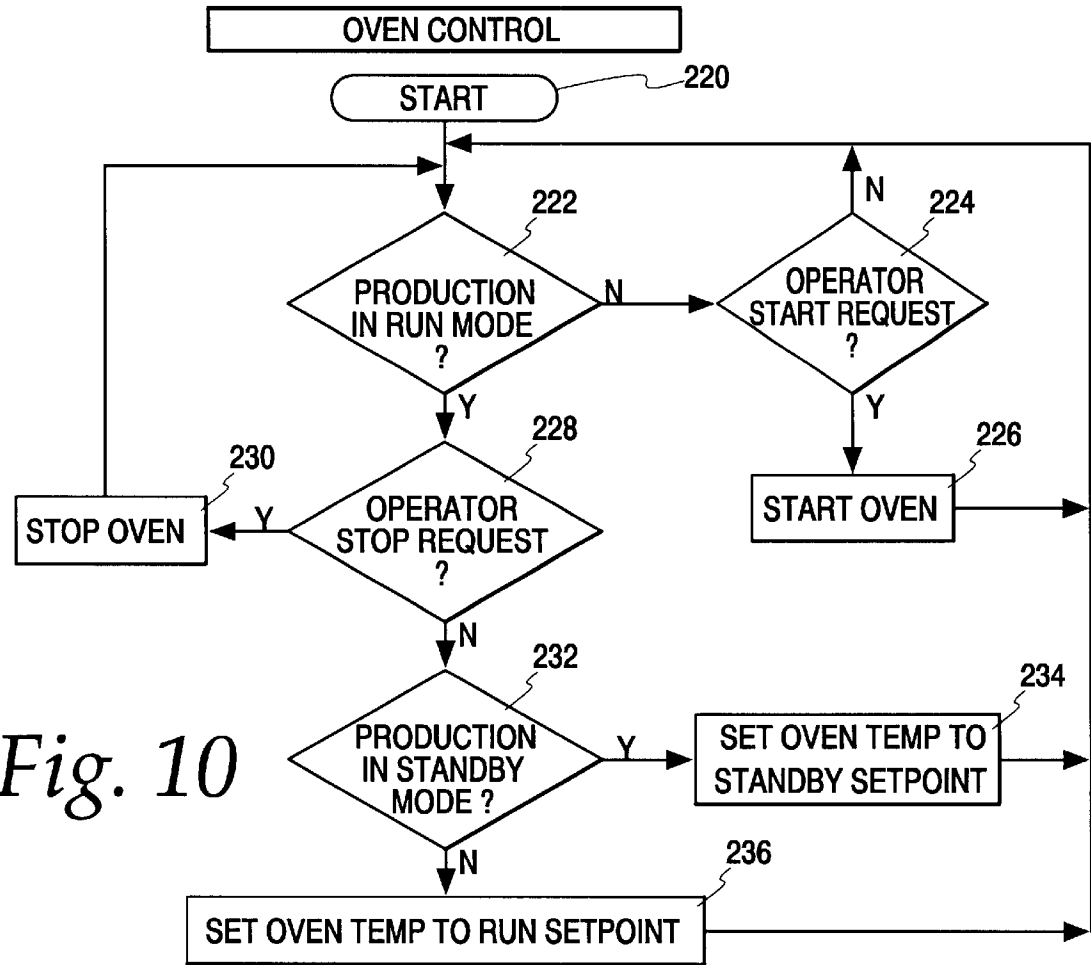 OVEN CONTROL
START
220
222
PRODUCTION
IN RUN MODE
?
N
Y
N
224
OPERATOR
START REQUEST
?
Y
226
START OVEN
228
OPERATOR
STOP REQUEST
?
Y
N
230
STOP OVEN
232
PRODUCTION
IN STANDBY
MODE ?
Y
N
234
SET OVEN TEMP TO
STANDBY SETPOINT
236
SET OVEN TEMP TO RUN SETPOINT
Fig. 10